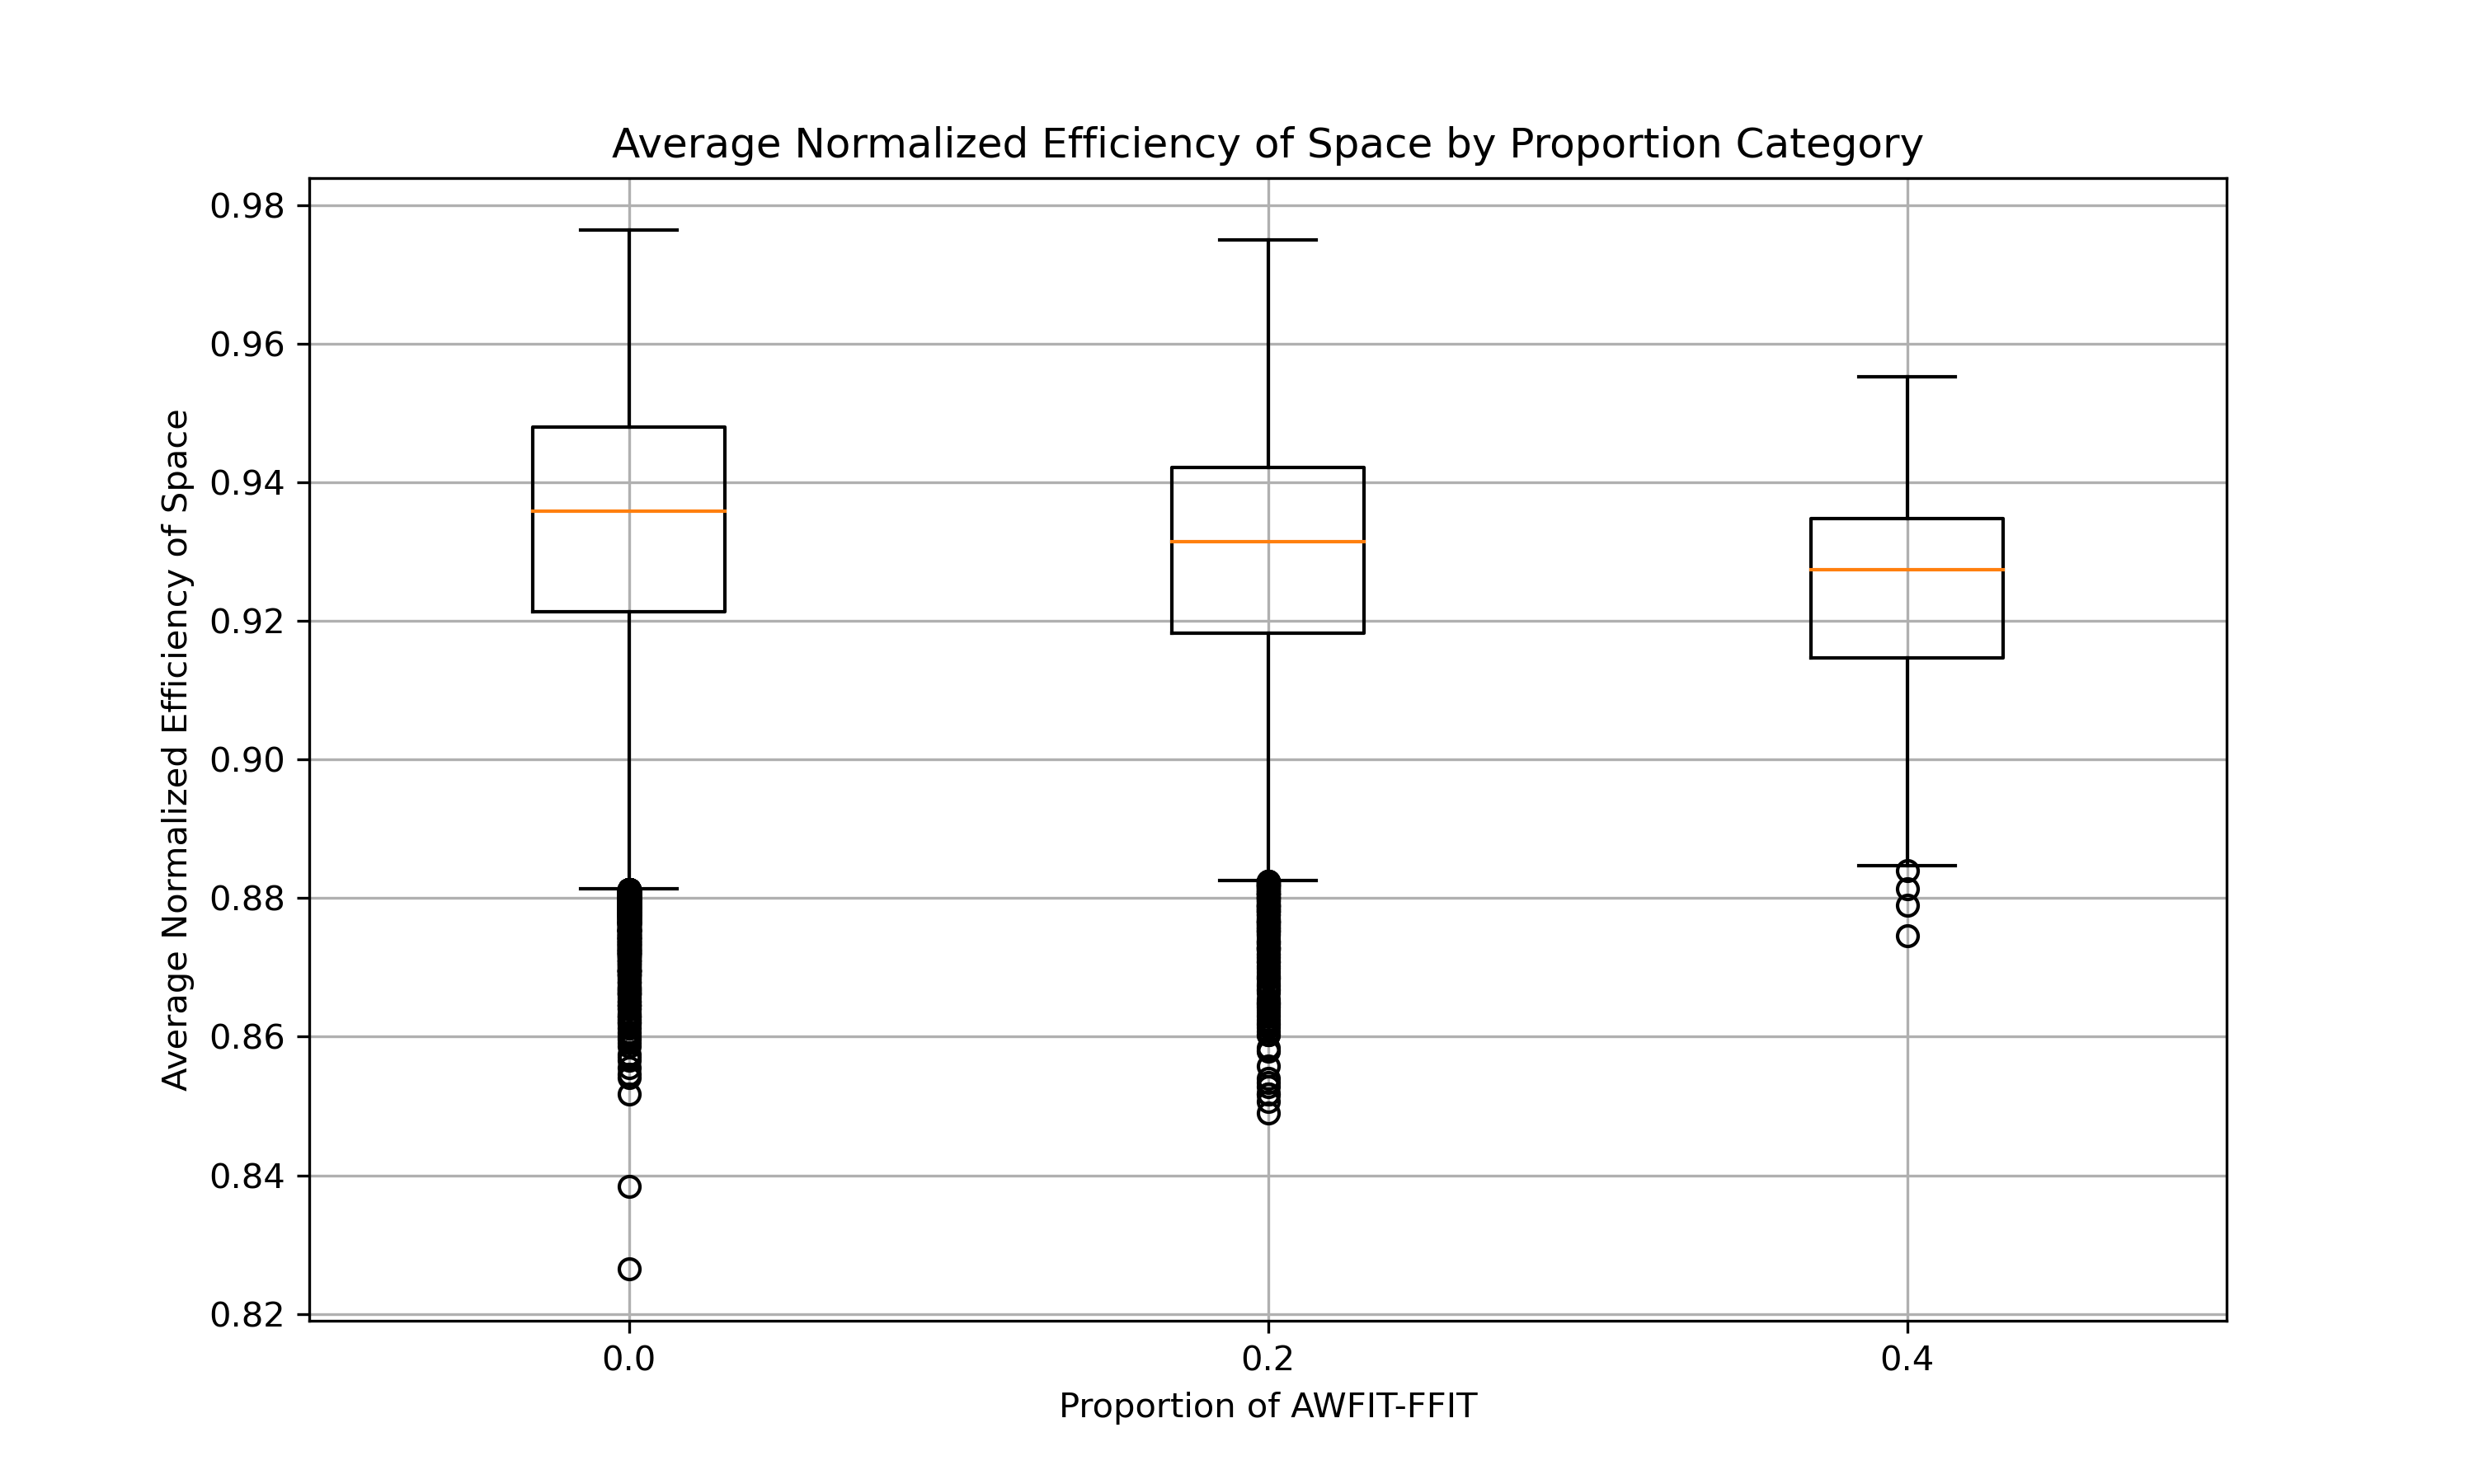 Average Normalized Efficiency of Space by Proportion Category
Average Normalized Efficiency of Space
0.98
0.96
0.94
0.92
0.90
0.88
0.86
0.84
0.82
0.0 0.2 0.4
Proportion of AWFIT-FFIT